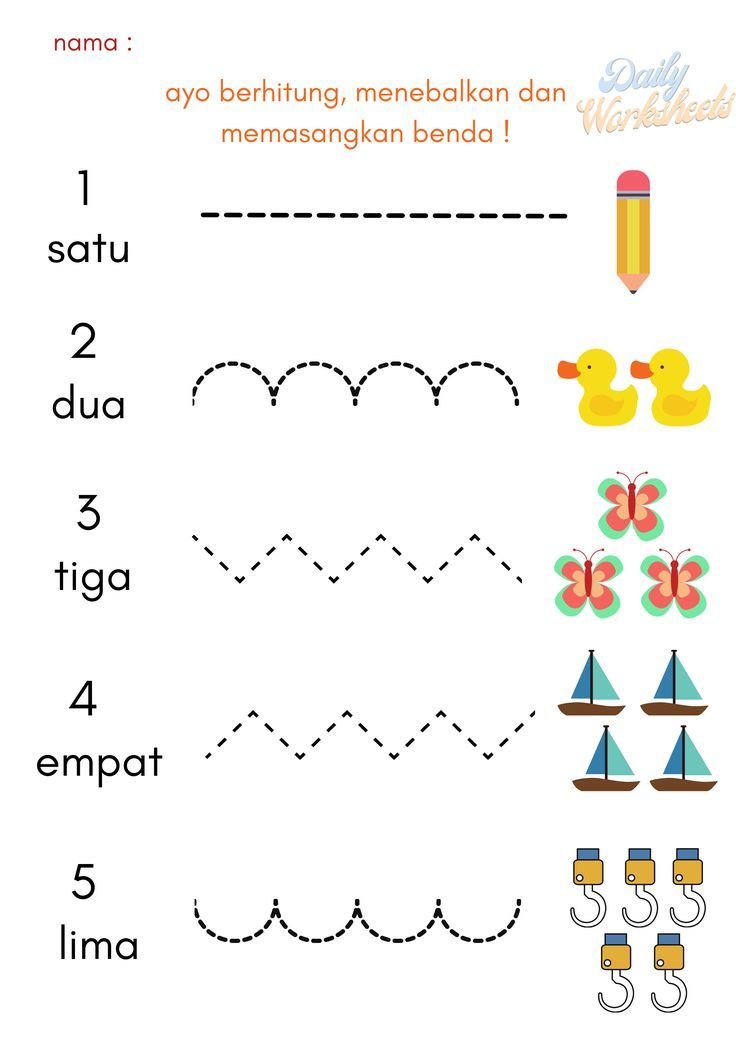 nama :
Daily
Worksheets
ayo berhitung, menebalkan dan
memasangkan benda !
1
satu
2
dua
3
tiga
4
empat
5
lima